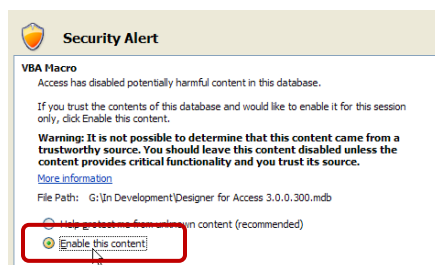 Security Alert
VBA Macro
Access has disabled potentially harmful content in this database.
If you trust the contents of this database and would like to enable it for this session
only, click Enable this content.
Warning: It is not possible to determine that this content came from a
trustworthy source. You should leave this content disabled unless the
content provides critical functionality and you trust its source.
More information
File Path: G:\In Development\Designer for Access 3.0.0.300.mdb
Help protect me from unknown content (recommended)
Enable this content